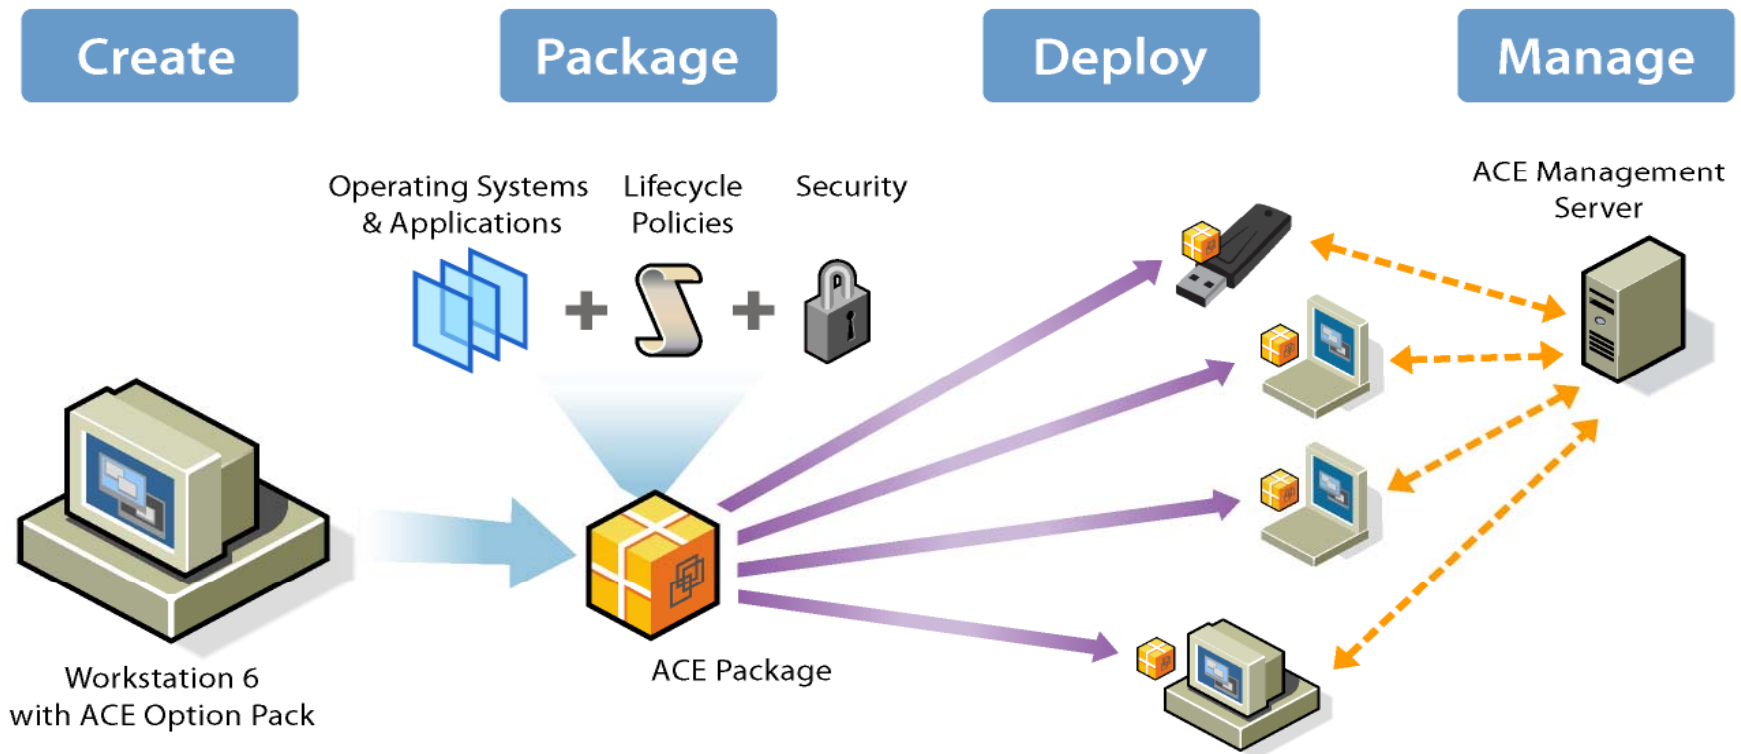 Create
Package
Deploy
Manage
Operating Systems
& Applications
Lifecycle
Policies
Security
ACE Management
Server
Workstation 6
with ACE Option Pack
ACE Package